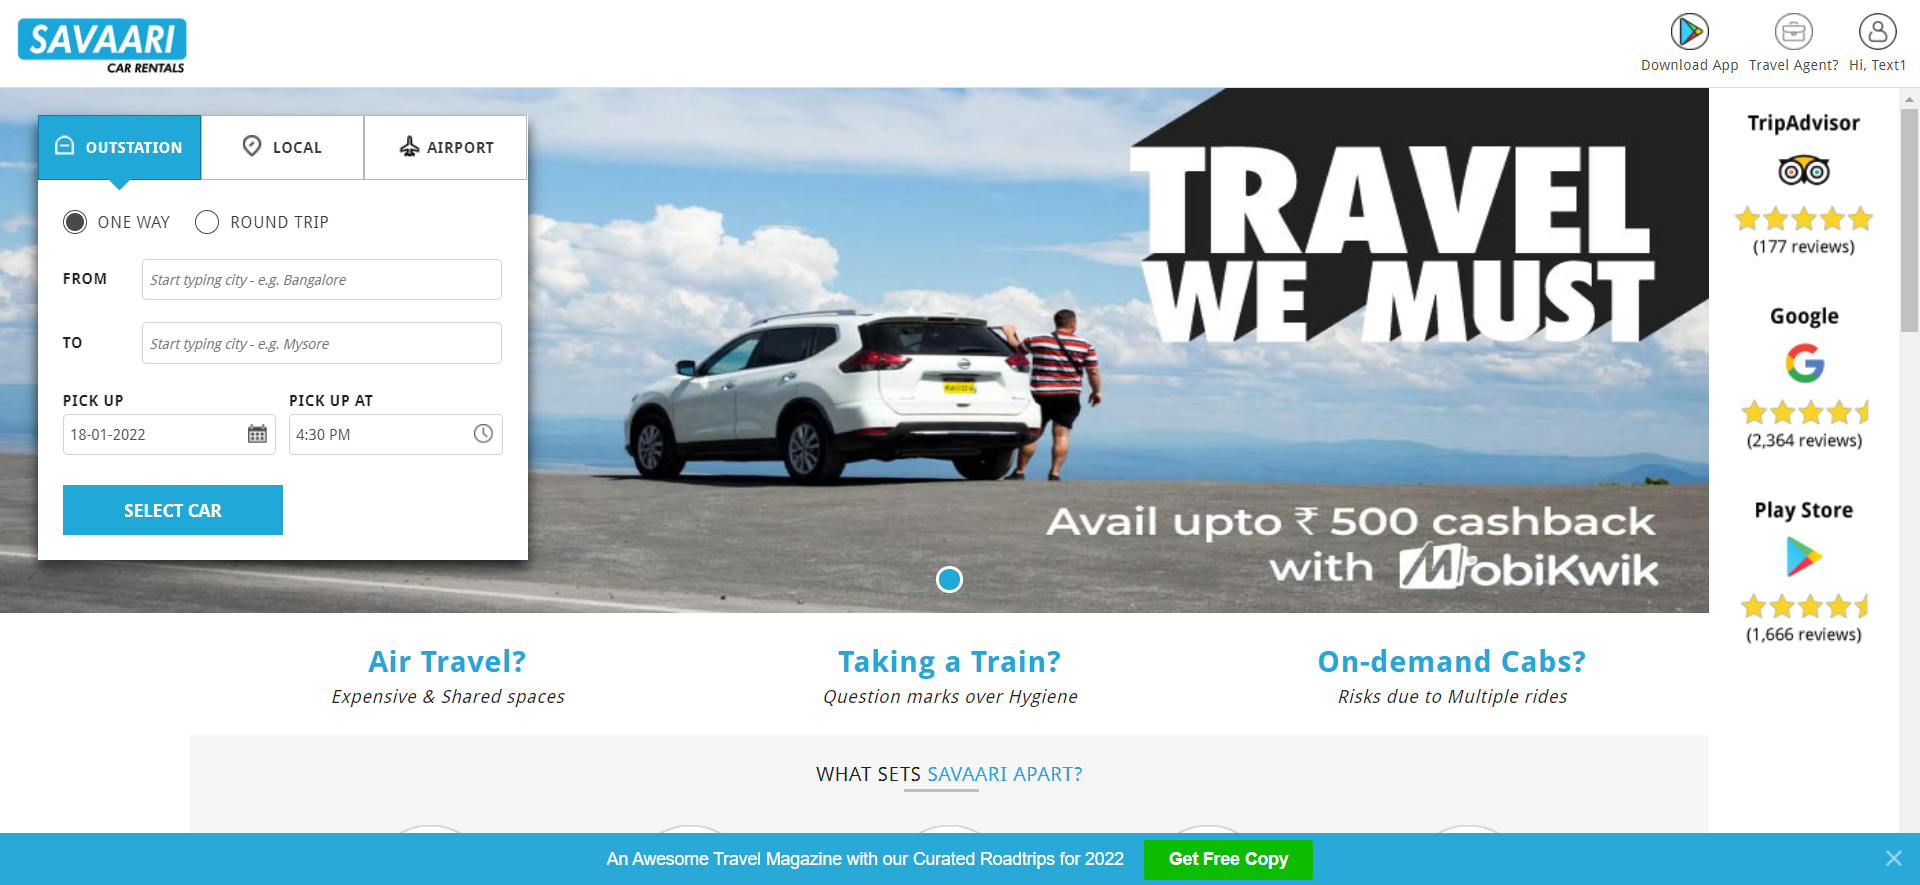 SAVAARI
CAR RENTALS
Download App
Travel Agent?
Hi, Text1
OUTSTATION
LOCAL
AIRPORT
ONE WAY
ROUND TRIP
FROM
Start typing city - e.g. Bangalore
TO
Start typing city - e.g. Mysore
PICK UP
PICK UP AT
18-01-2022
4:30 PM
SELECT CAR
TRAVEL
WE MUST
Avail upto ₹ 500 cashback
with MobiKwik
TripAdvisor
(177 reviews)
Google
(2,364 reviews)
Play Store
(1,666 reviews)
Air Travel?
Expensive & Shared spaces
Taking a Train?
Question marks over Hygiene
On-demand Cabs?
Risks due to Multiple rides
WHAT SETS SAVAARI APART?
An Awesome Travel Magazine with our Curated Roadtrips for 2022
Get Free Copy